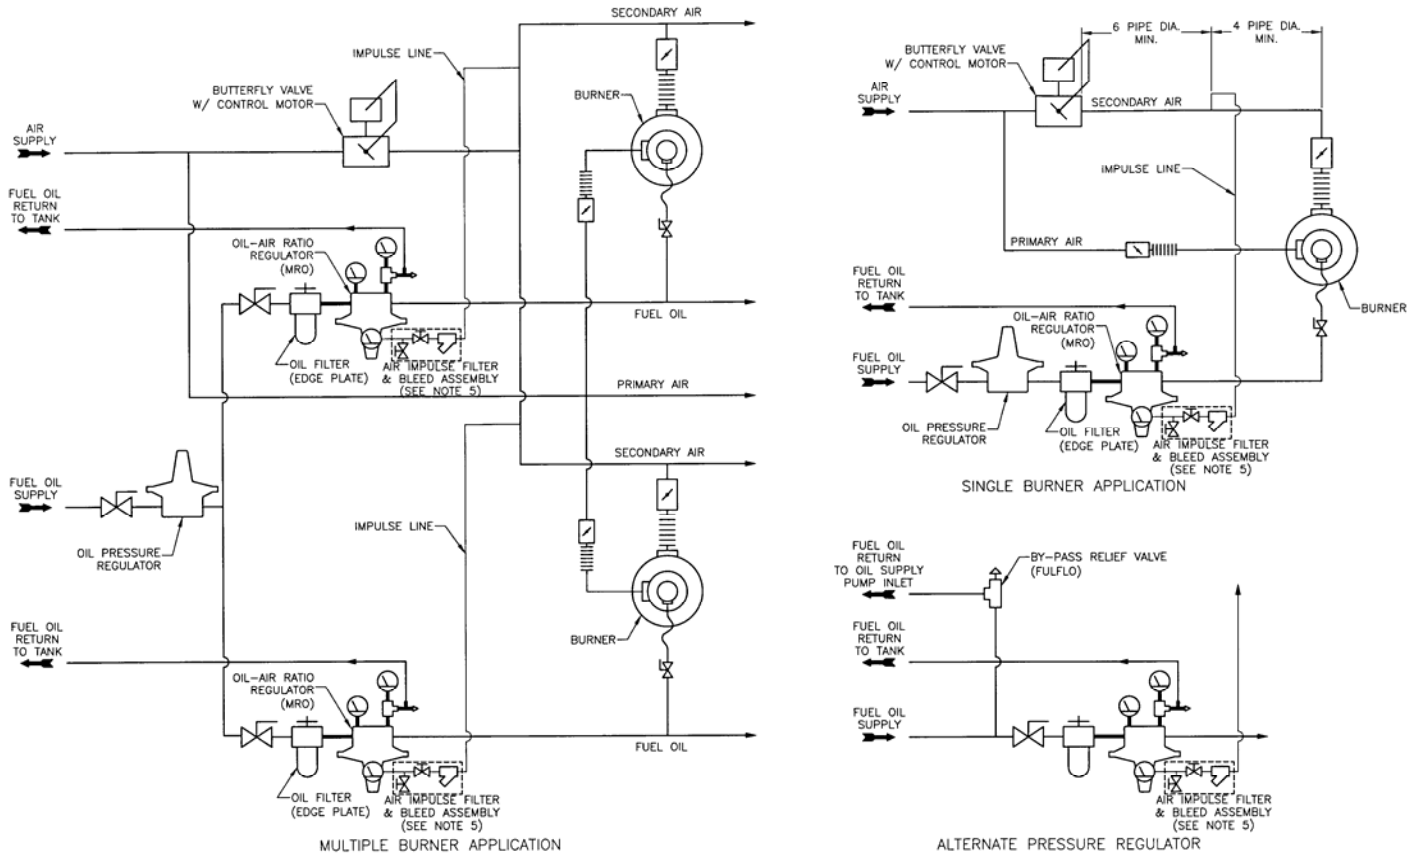 SECONDARY AIR
IMPULSE LINE
BUTTERFLY VALVE
W/ CONTROL MOTOR
BURNER
AIR
SUPPLY
FUEL OIL
RETURN
TO TANK
OIL-AIR RATIO
REGULATOR
(MRO)
FUEL OIL
OIL FILTER
(EDGE PLATE)
AIR IMPULSE FILTER
& BLEED ASSEMBLY
(SEE NOTE 5)
PRIMARY AIR
SECONDARY AIR
FUEL OIL
SUPPLY
OIL PRESSURE
REGULATOR
IMPULSE LINE
BURNER
FUEL OIL
RETURN
TO TANK
OIL-AIR RATIO
REGULATOR
(MRO)
FUEL OIL
OIL FILTER
(EDGE PLATE)
AIR IMPULSE FILTER
& BLEED ASSEMBLY
(SEE NOTE 5)
MULTIPLE BURNER APPLICATION
6 PIPE DIA.
MIN.
4 PIPE DIA.
MIN.
BUTTERFLY VALVE
W/ CONTROL MOTOR
AIR
SUPPLY
SECONDARY AIR
IMPULSE LINE
PRIMARY AIR
FUEL OIL
RETURN
TO TANK
BURNER
OIL-AIR RATIO
REGULATOR
(MRO)
FUEL OIL
SUPPLY
OIL PRESSURE
REGULATOR
OIL FILTER
(EDGE PLATE)
AIR IMPULSE FILTER
& BLEED ASSEMBLY
(SEE NOTE 5)
SINGLE BURNER APPLICATION
FUEL OIL
RETURN
TO OIL SUPPLY
PUMP INLET
BY-PASS RELIEF VALVE
(FULFLO)
FUEL OIL
RETURN
TO TANK
FUEL OIL
SUPPLY
AIR IMPULSE FILTER
& BLEED ASSEMBLY
(SEE NOTE 5)
ALTERNATE PRESSURE REGULATOR